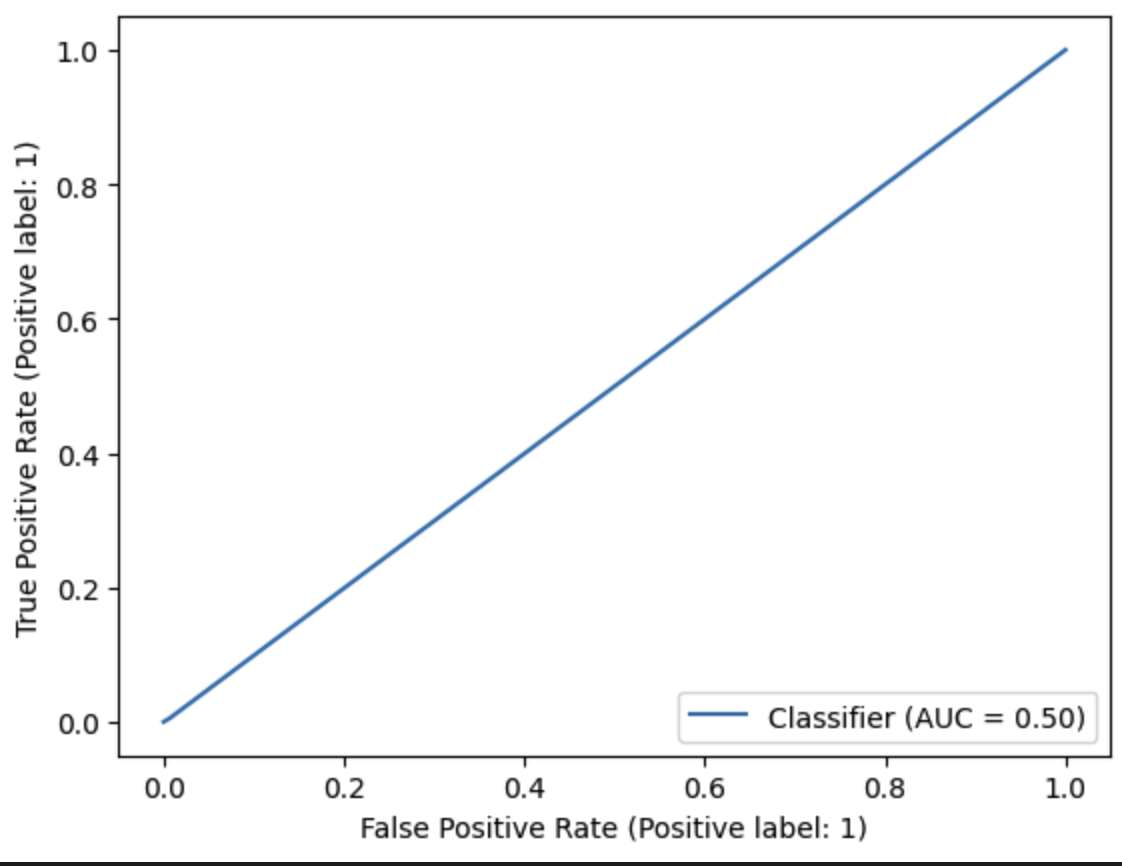 True Positive Rate (Positive label: 1)
1.0
0.8
0.6
0.4
0.2
0.0
Classifier (AUC = 0.50)
0.0 0.2 0.4 0.6 0.8 1.0
False Positive Rate (Positive label: 1)